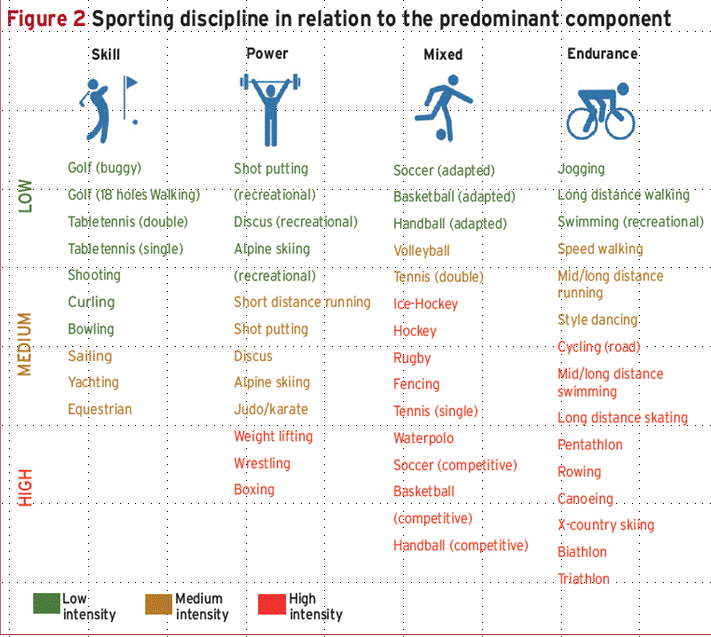 Figure 2 Sporting discipline in relation to the predominant component
Skill
Power
Mixed
Endurance
LOW
MEDIUM
HIGH
Golf (buggy)
Golf (18 holes Walking)
Tabletennis (double)
Tabletennis (single)
Shooting
Curling
Bowling
Sailing
Yachting
Equestrian
Shot putting
(recreational)
Discus (recreational)
Alpine skiing
(recreational)
Short distance running
Shot putting
Discus
Alpine skiing
Judo/karate
Weight lifting
Wrestling
Boxing
Soccer (adapted)
Basketball (adapted)
Handball (adapted)
Volleyball
Tennis (double)
Ice-Hockey
Hockey
Rugby
Fencing
Tennis (single)
Waterpolo
Soccer (competitive)
Basketball
(competitive)
Handball (competitive)
Jogging
Long distance walking
Swimming (recreational)
Speed walking
Mid/long distance
running
Style dancing
Cycling (road)
Mid/long distance
swimming
Long distance skating
Pentathlon
Rowing
Canoeing
X-country skiing
Biathlon
Triathlon
Low
intensity
Medium
intensity
High
intensity